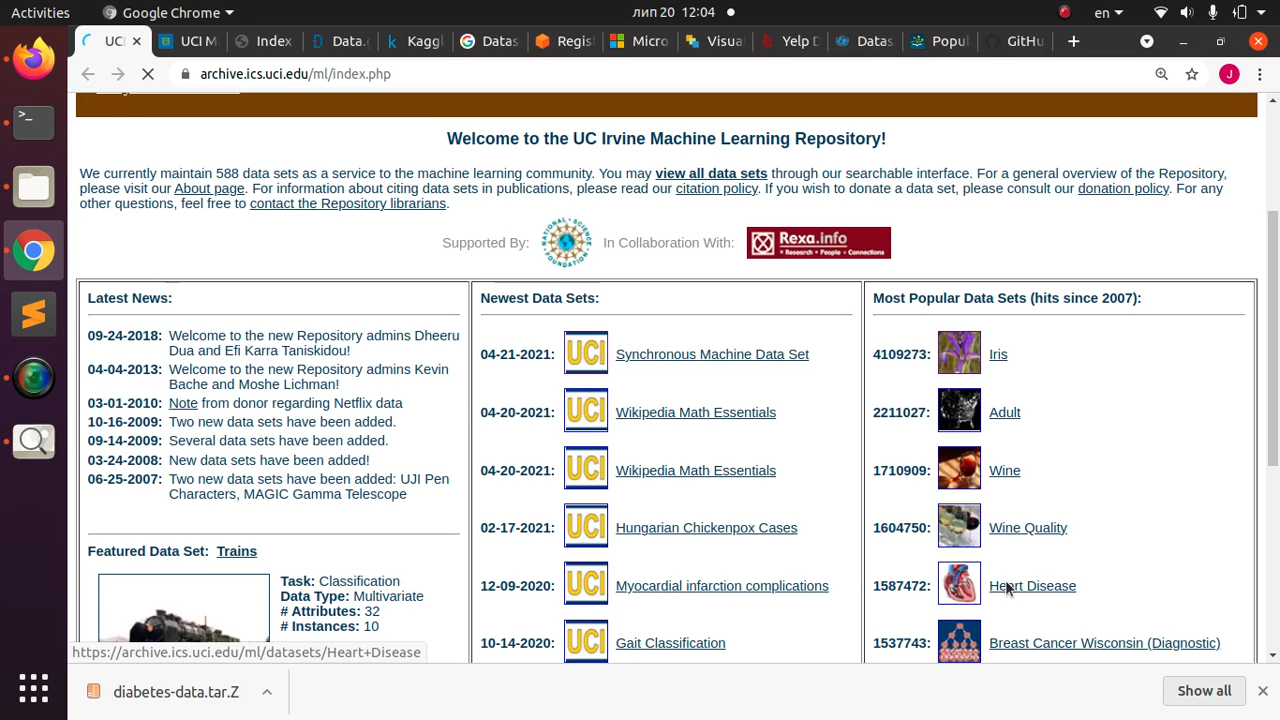 Activities
Google Chrome
лип 20 12:04
en
UCI
UCI M
Index
Data.g
Kaggl
Datas
Regis
Micro
Visua
Yelp D
Datas
Popul
GitHu
archive.ics.uci.edu/ml/index.php
J
Welcome to the UC Irvine Machine Learning Repository!
We currently maintain 588 data sets as a service to the machine learning community. You may view all data sets through our searchable interface. For a general overview of the Repository,
please visit our About page. For information about citing data sets in publications, please read our citation policy. If you wish to donate a data set, please consult our donation policy. For any
other questions, feel free to contact the Repository librarians.
Supported By:
NATIONAL SCIENCE FOUNDATION
In Collaboration With:
Rexa.info
• Research • People • Connections
Latest News:
09-24-2018: Welcome to the new Repository admins Dheeru
Dua and Efi Karra Taniskidou!
04-04-2013: Welcome to the new Repository admins Kevin
Bache and Moshe Lichman!
03-01-2010: Note from donor regarding Netflix data
10-16-2009: Two new data sets have been added.
09-14-2009: Several data sets have been added.
03-24-2008: New data sets have been added!
06-25-2007: Two new data sets have been added: UJI Pen
Characters, MAGIC Gamma Telescope
Featured Data Set: Trains
Task: Classification
Data Type: Multivariate
# Attributes: 32
# Instances: 10
Newest Data Sets:
04-21-2021: UCI Synchronous Machine Data Set
04-20-2021: UCI Wikipedia Math Essentials
04-20-2021: UCI Wikipedia Math Essentials
02-17-2021: UCI Hungarian Chickenpox Cases
12-09-2020: UCI Myocardial infarction complications
10-14-2020: UCI Gait Classification
Most Popular Data Sets (hits since 2007):
4109273: Iris
2211027: Adult
1710909: Wine
1604750: Wine Quality
1587472: Heart Disease
1537743: Breast Cancer Wisconsin (Diagnostic)
https://archive.ics.uci.edu/ml/datasets/Heart+Disease
diabetes-data.tar.Z
Show all